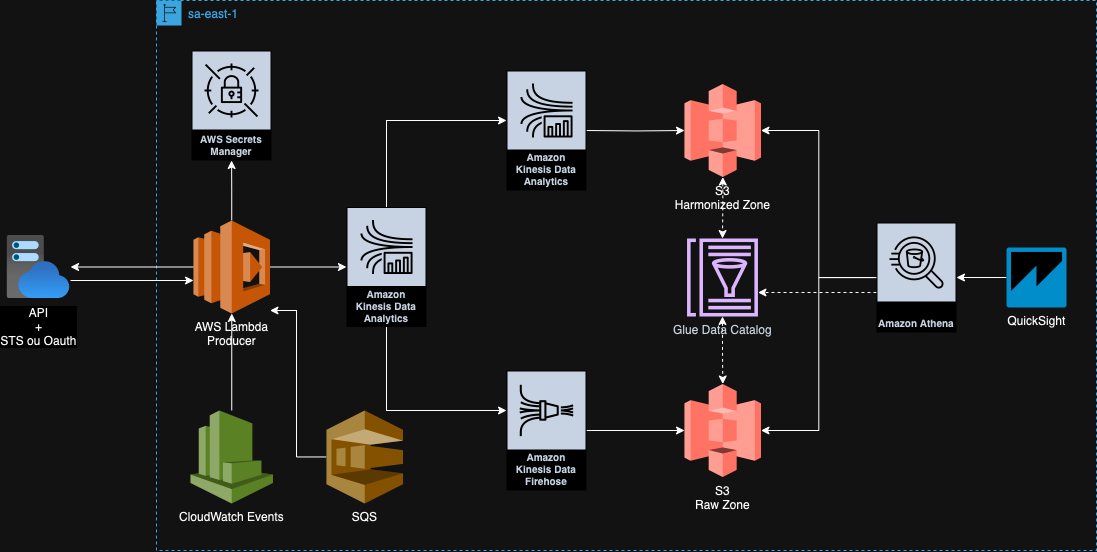 sa-east-1
AWS Secrets
Manager
Amazon
Kinesis Data
Analytics
S3
Harmonized Zone
API
+
STS ou Oauth
AWS Lambda
Producer
Amazon
Kinesis Data
Analytics
Glue Data Catalog
Amazon Athena
QuickSight
CloudWatch Events
SQS
Amazon
Kinesis Data
Firehose
S3
Raw Zone